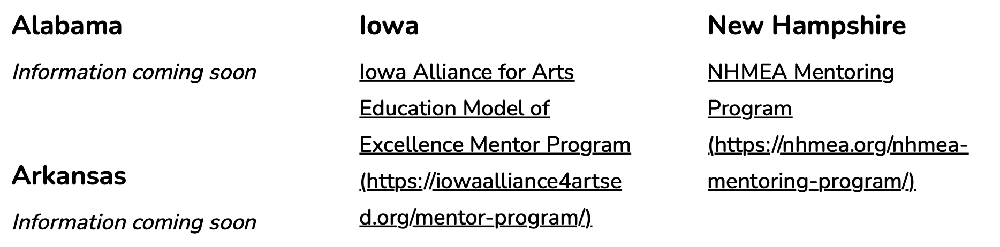 Alabama
Information coming soon
Arkansas
Information coming soon
Iowa
Iowa Alliance for Arts
Education Model of
Excellence Mentor Program
(https://iowaalliance4artse
d.org/mentor-program/)
New Hampshire
NHMEA Mentoring
Program
(https://nhmea.org/nhmea-
mentoring-program/)